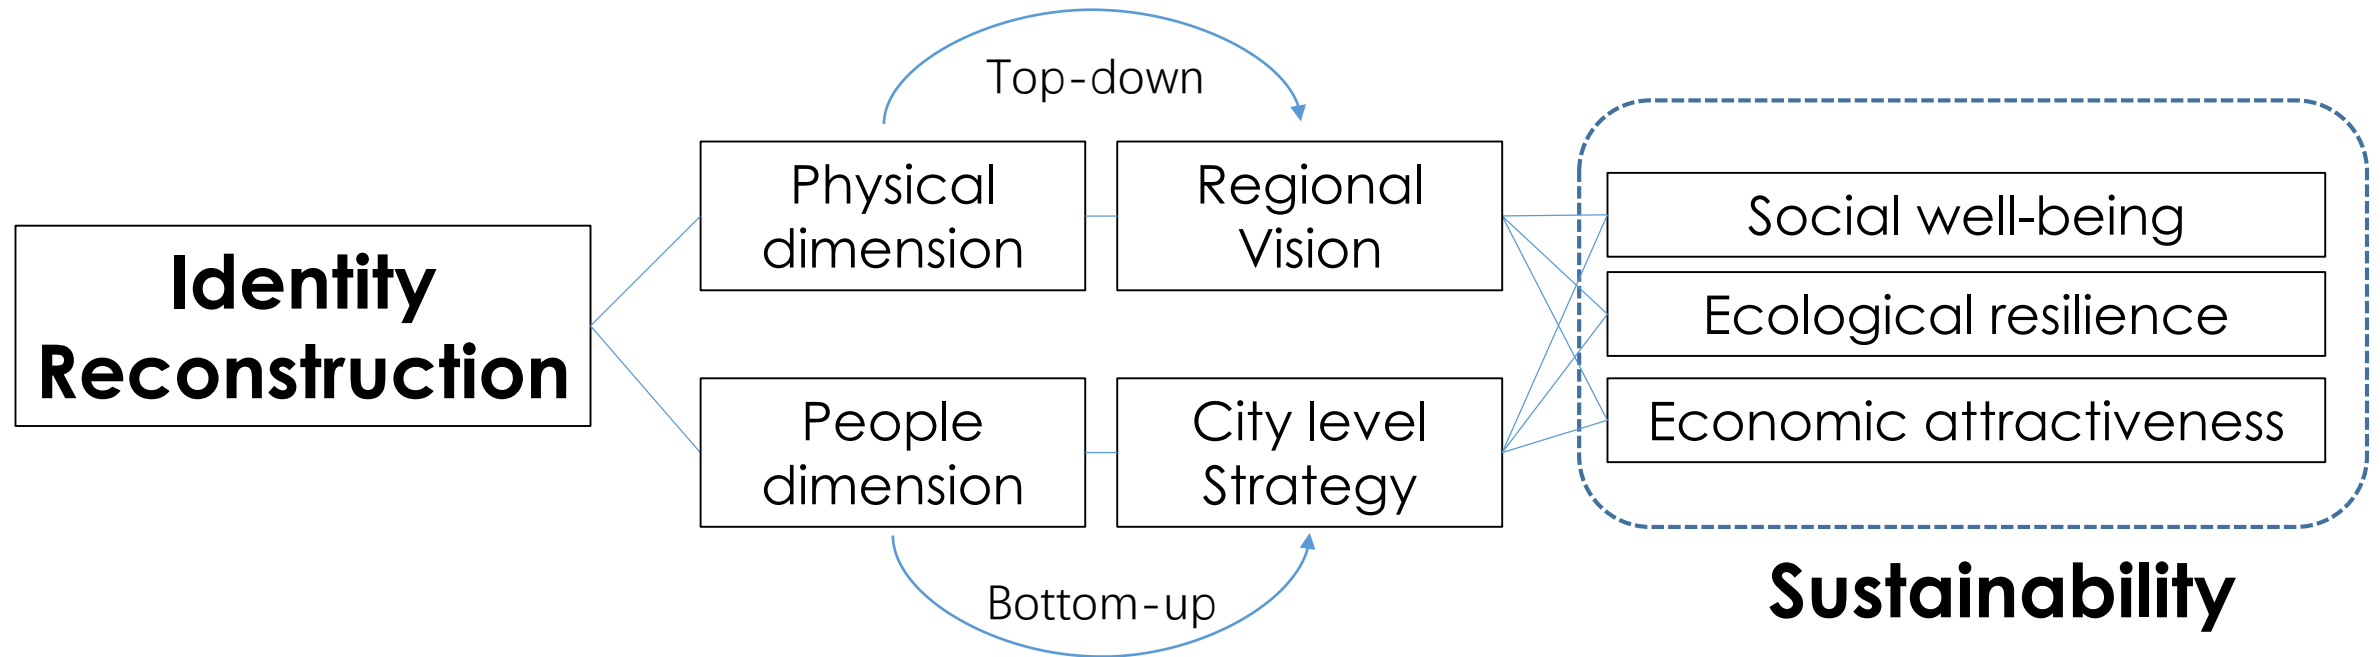 Top-down
Physical
dimension
Regional
Vision
Identity
Reconstruction
People
dimension
City level
Strategy
Bottom-up
Social well-being
Ecological resilience
Economic attractiveness
Sustainability